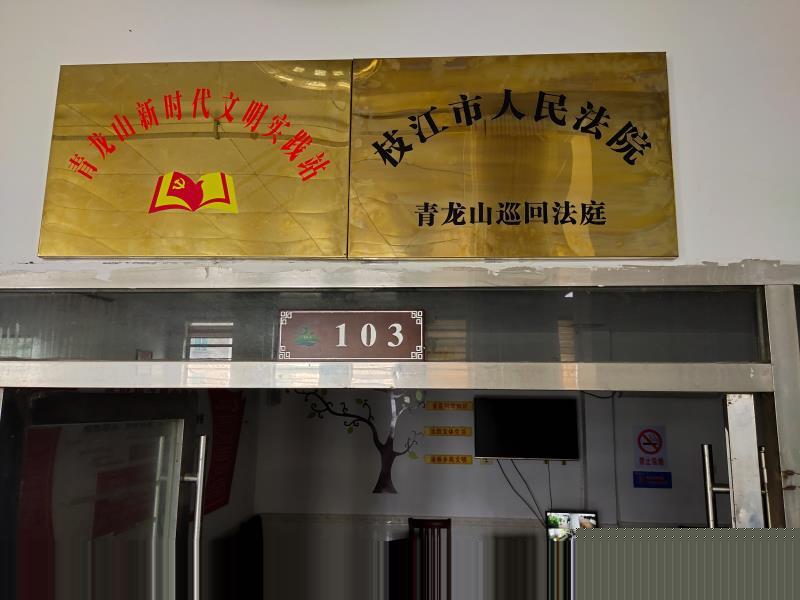 青龙山新时代文明实践站
枝江市人民法院
青龙山巡回法庭
103
禁止吸烟